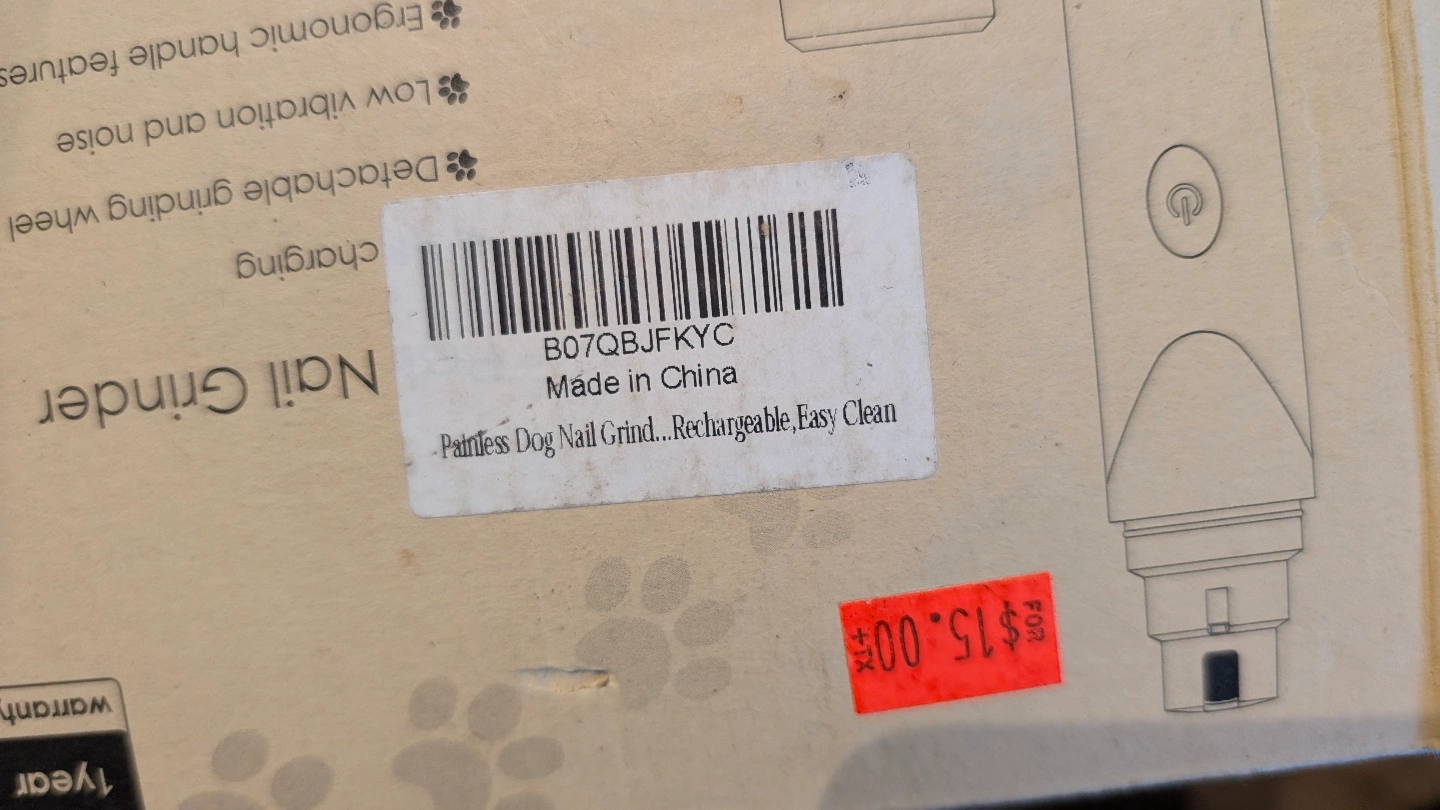 B07QBJFKYC
Made in China
Painless Dog Nail Grind...Rechargeable,Easy Clean
1year
warranty
FOR
$15.00
+TX
Nail Grinder
charging
Detachable grinding wheel
Low vibration and noise
Ergonomic handle features